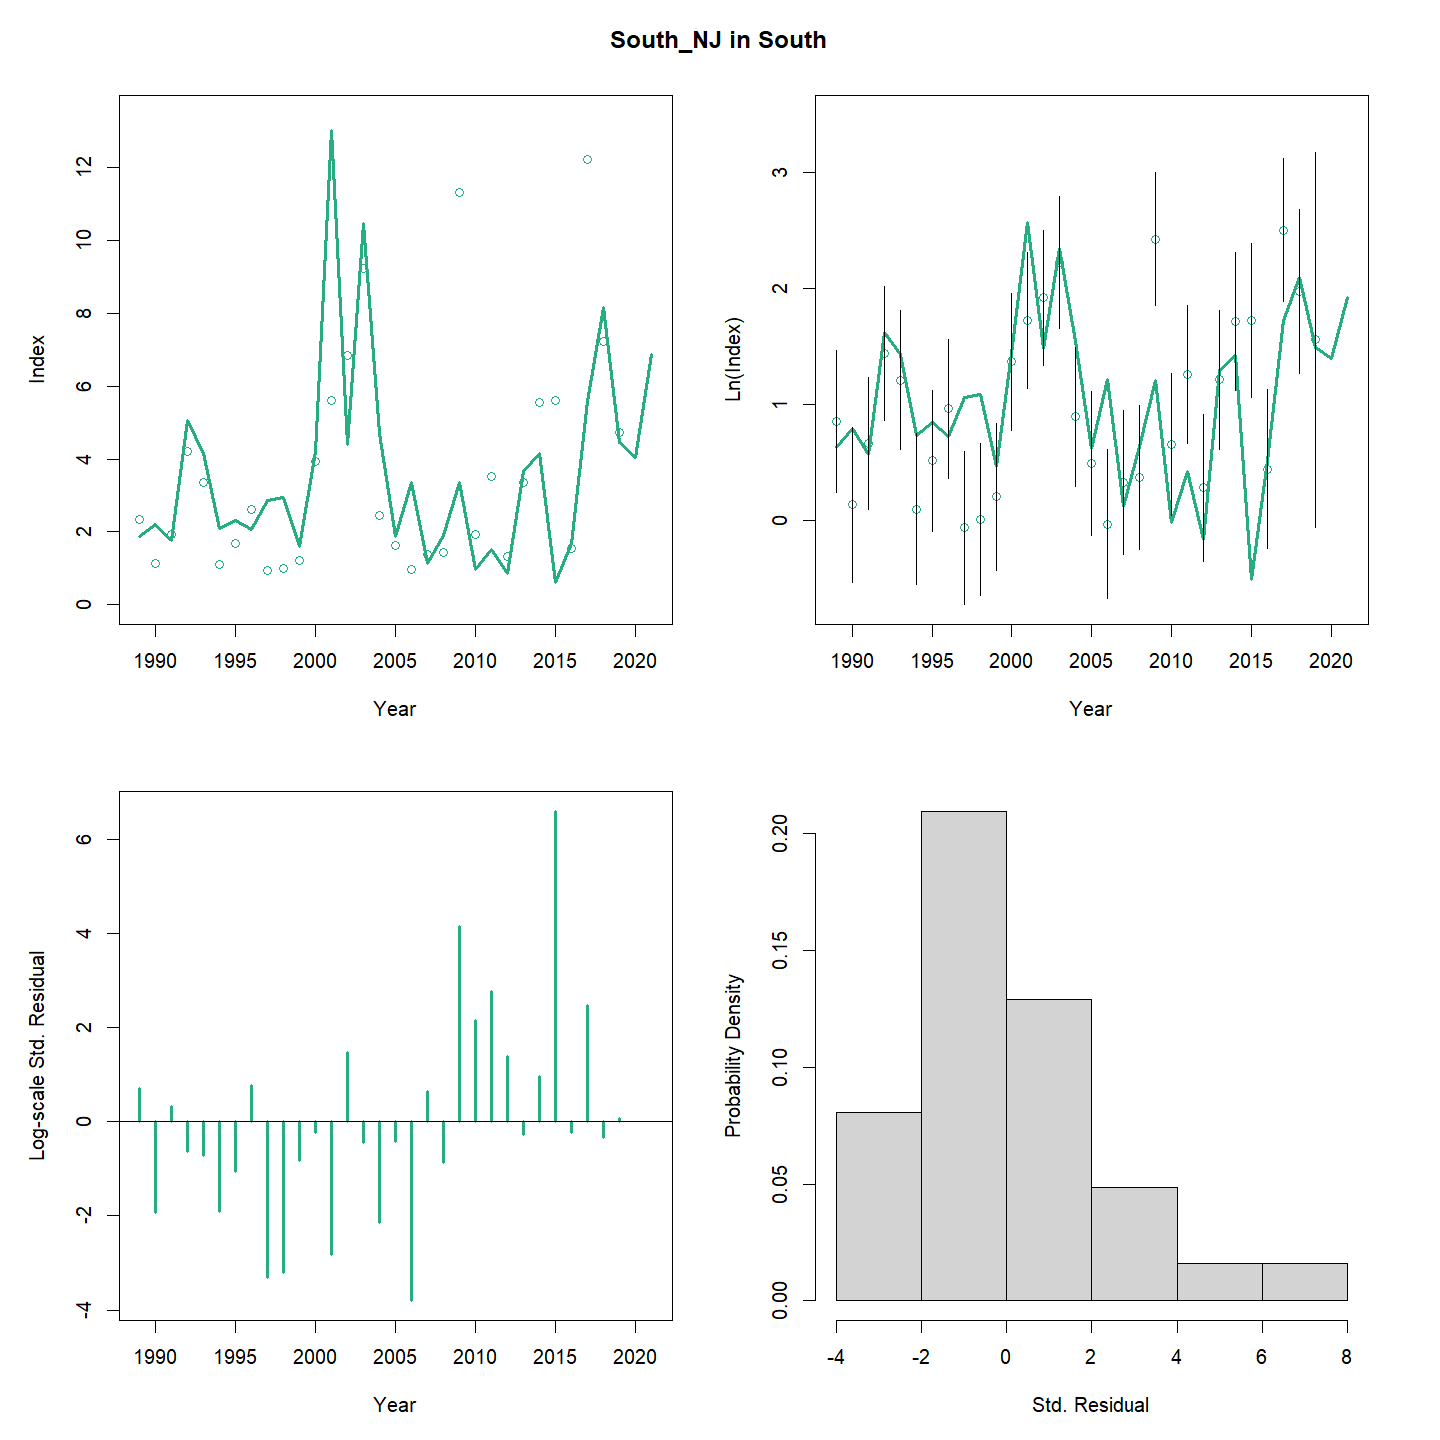 South_NJ in South
Index
0 2 4 6 8 10 12
1990 1995 2000 2005 2010 2015 2020
Year
Ln(Index)
0 1 2 3
1990 1995 2000 2005 2010 2015 2020
Year
Log-scale Std. Residual
-4 -2 0 2 4 6
1990 1995 2000 2005 2010 2015 2020
Year
Probability Density
0.00 0.05 0.10 0.15 0.20
-4 -2 0 2 4 6 8
Std. Residual